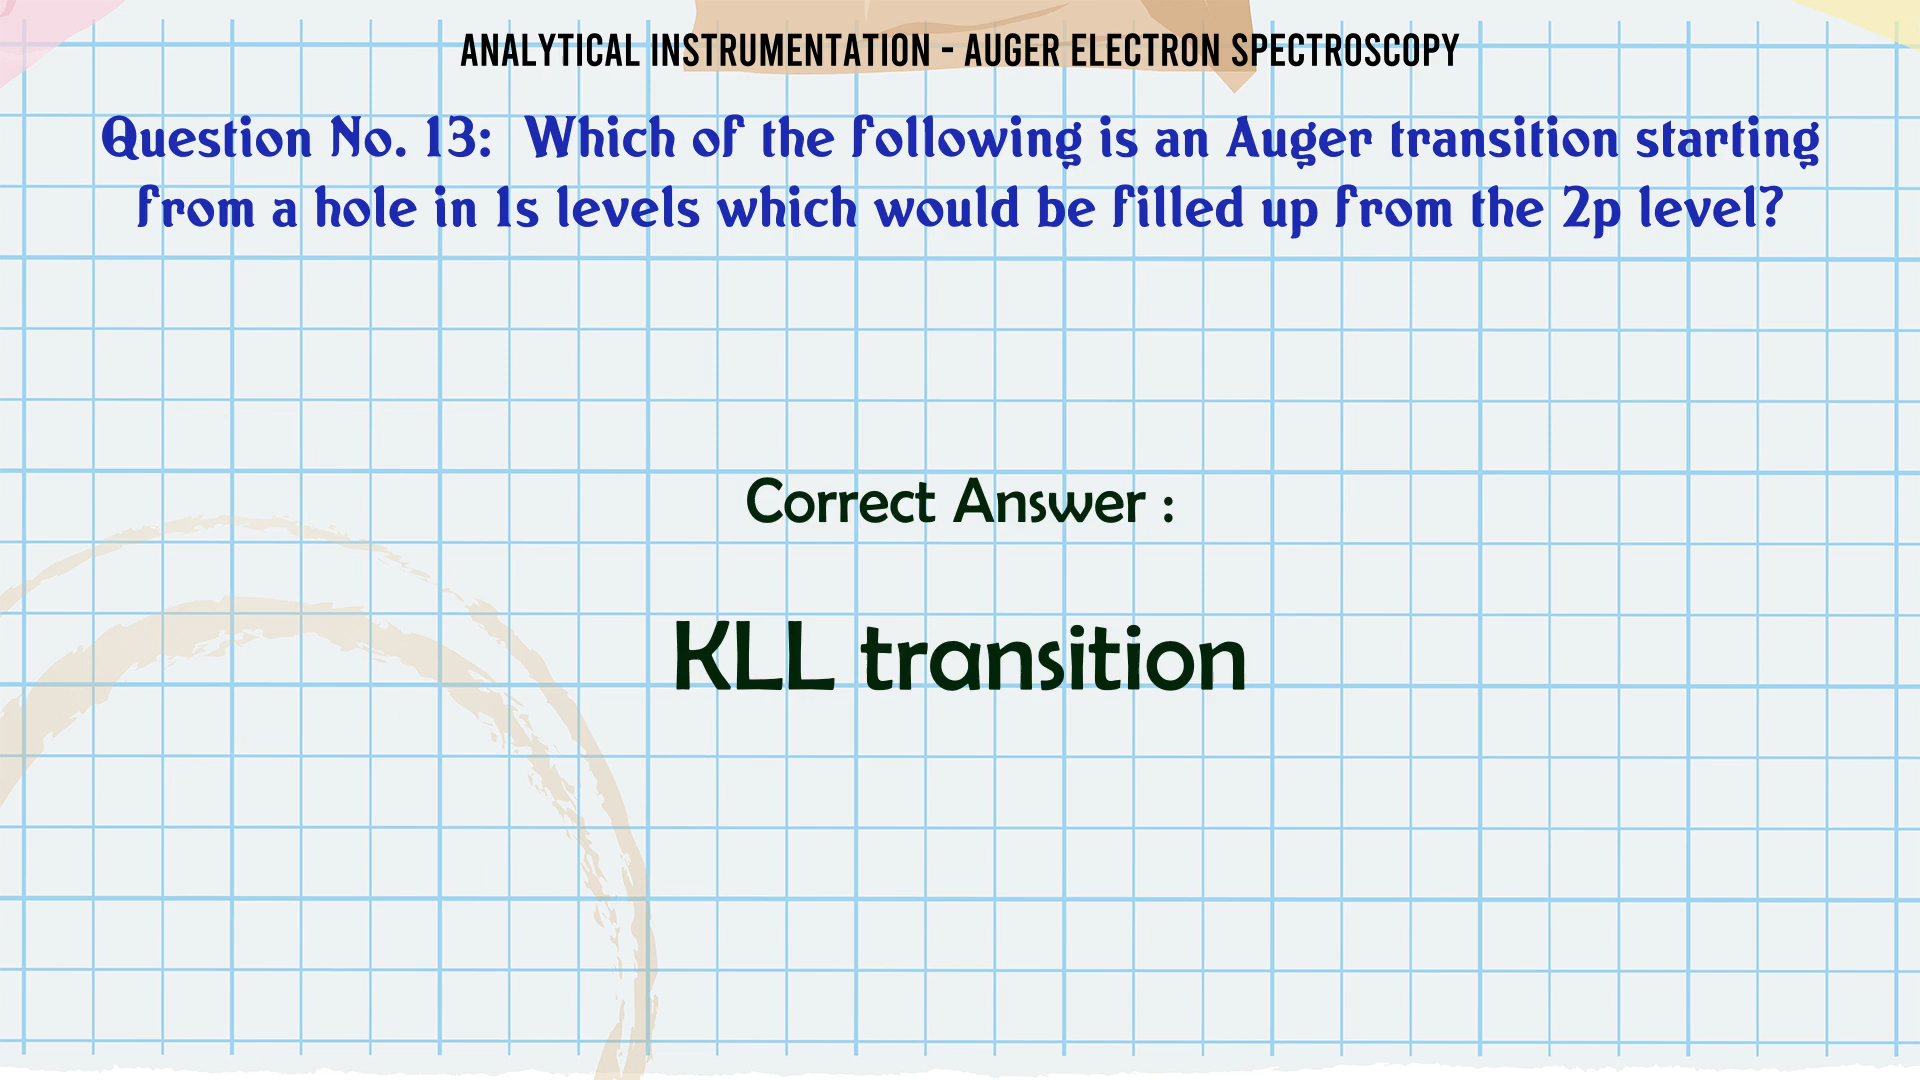 ANALYTICAL INSTRUMENTATION - AUGER ELECTRON SPECTROSCOPY
Question No. 13: Which of the following is an Auger transition starting
from a hole in 1s levels which would be filled up from the 2p level?
Correct Answer :
KLL transition